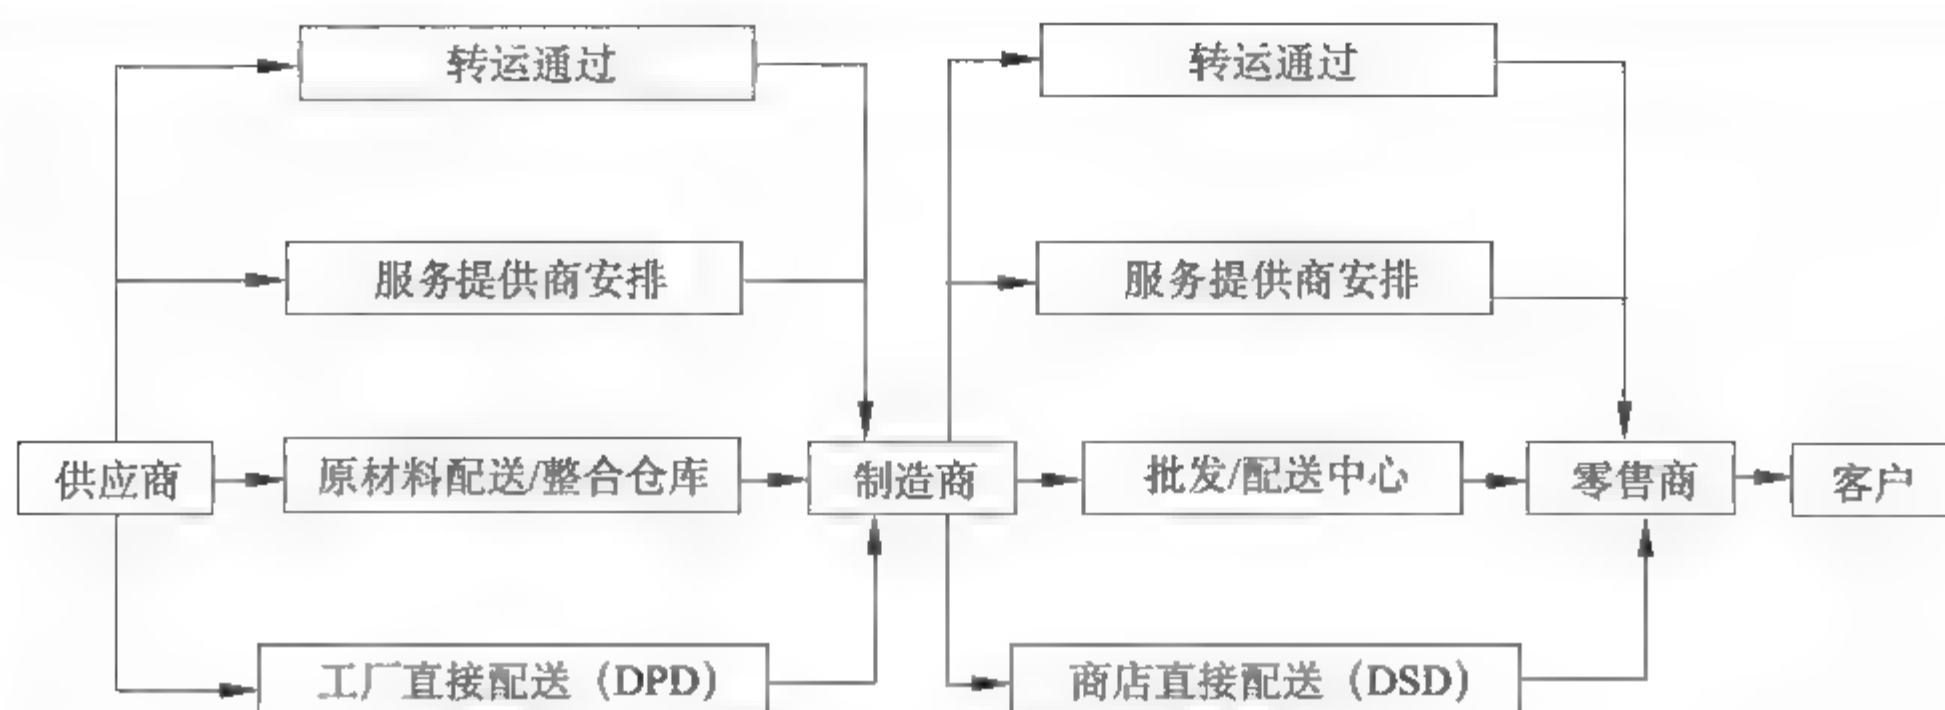 转运通过
转运通过
服务提供商安排
服务提供商安排
供应商
原材料配送/整合仓库
制造商
批发/配送中心
零售商
客户
工厂直接配送（DPD）
商店直接配送（DSD）